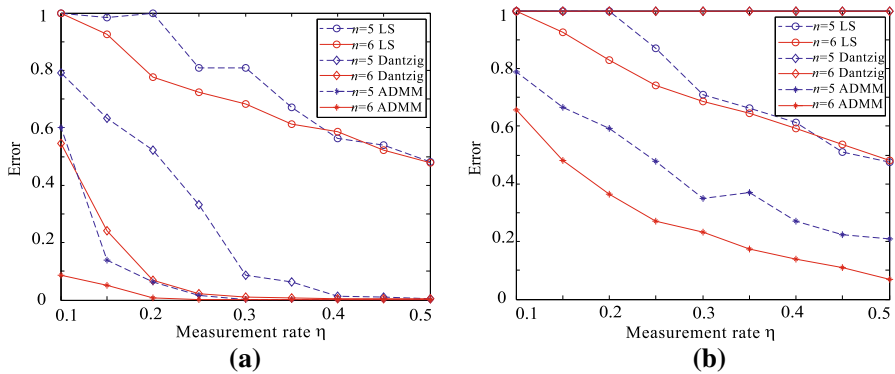 1
0.8
0.6
0.4
0.2
0
Error
0.1
0.2
0.3
0.4
0.5
Measurement rate η
n=5 LS
n=6 LS
n=5 Dantzig
n=6 Dantzig
n=5 ADMM
n=6 ADMM
(a)
1
0.8
0.6
0.4
0.2
0
Error
0.1
0.2
0.3
0.4
0.5
Measurement rate η
n=5 LS
n=6 LS
n=5 Dantzig
n=6 Dantzig
n=5 ADMM
n=6 ADMM
(b)